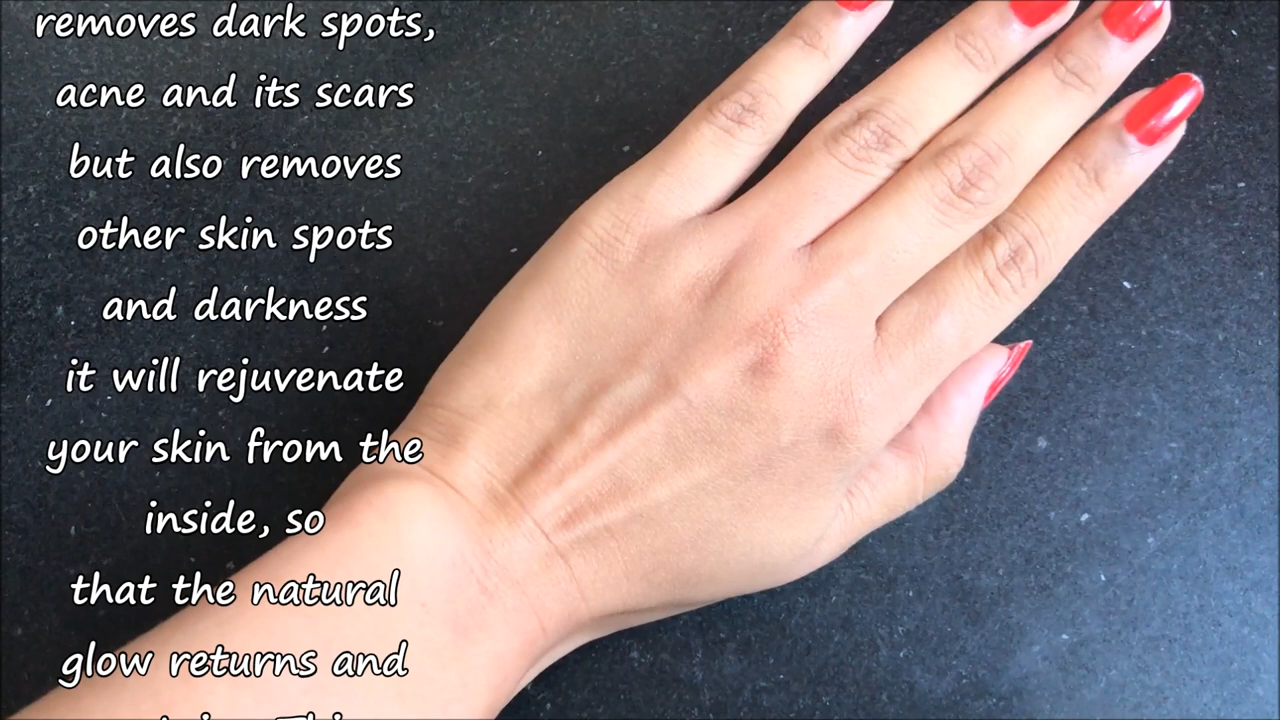 removes dark spots,
acne and its scars
but also removes
other skin spots
and darkness
it will rejuvenate
your skin from the
inside, so
that the natural
glow returns and